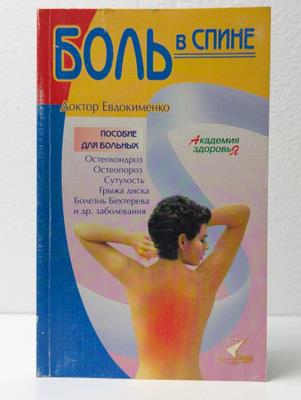 БОЛЬ В СПИНЕ
Доктор Евдокименко
ПОСОБИЕ
ДЛЯ БОЛЬНЫХ
Академия
здоровьЯ
Остеохондроз
Остеопороз
Сутулость
Грыжа диска
Болезнь Бехтерева
и др. заболевания